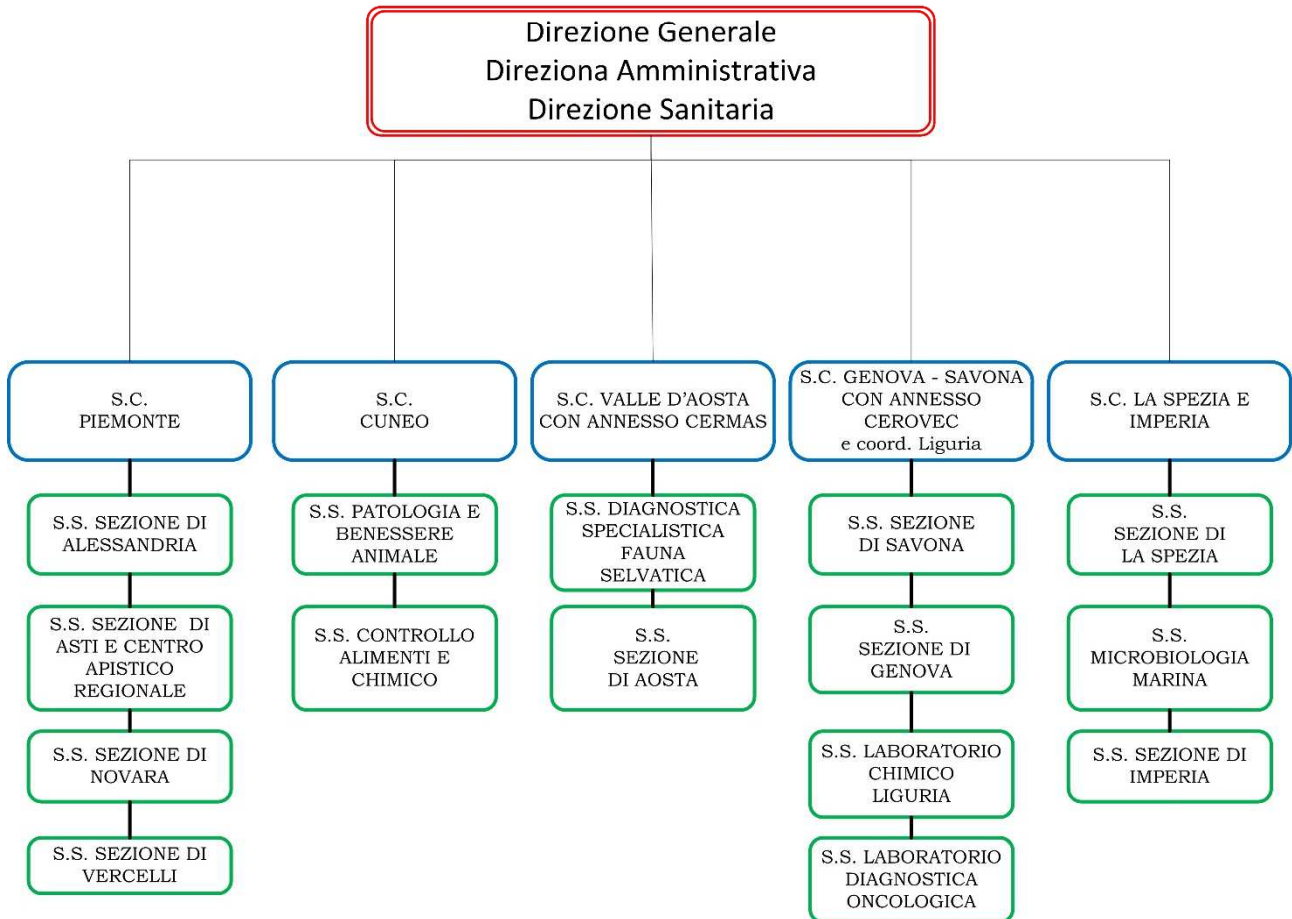 Direzione Generale
Direziona Amministrativa
Direzione Sanitaria
S.C.
PIEMONTE
S.C.
CUNEO
S.C. VALLE D’AOSTA
CON ANNESSO CERMAS
S.C. GENOVA - SAVONA
CON ANNESSO
CEROVEC
e coord. Liguria
S.C. LA SPEZIA E
IMPERIA
S.S. SEZIONE DI
ALESSANDRIA
S.S. SEZIONE DI
ASTI E CENTRO
APISTICO
REGIONALE
S.S. SEZIONE DI
NOVARA
S.S. SEZIONE DI
VERCELLI
S.S. PATOLOGIA E
BENESSERE
ANIMALE
S.S. CONTROLLO
ALIMENTI E
CHIMICO
S.S. DIAGNOSTICA
SPECIALISTICA
FAUNA
SELVATICA
S.S.
SEZIONE
DI AOSTA
S.S. SEZIONE
DI SAVONA
S.S.
SEZIONE DI
GENOVA
S.S. LABORATORIO
CHIMICO
LIGURIA
S.S. LABORATORIO
DIAGNOSTICA
ONCOLOGICA
S.S.
SEZIONE DI
LA SPEZIA
S.S.
MICROBIOLOGIA
MARINA
S.S. SEZIONE DI
IMPERIA